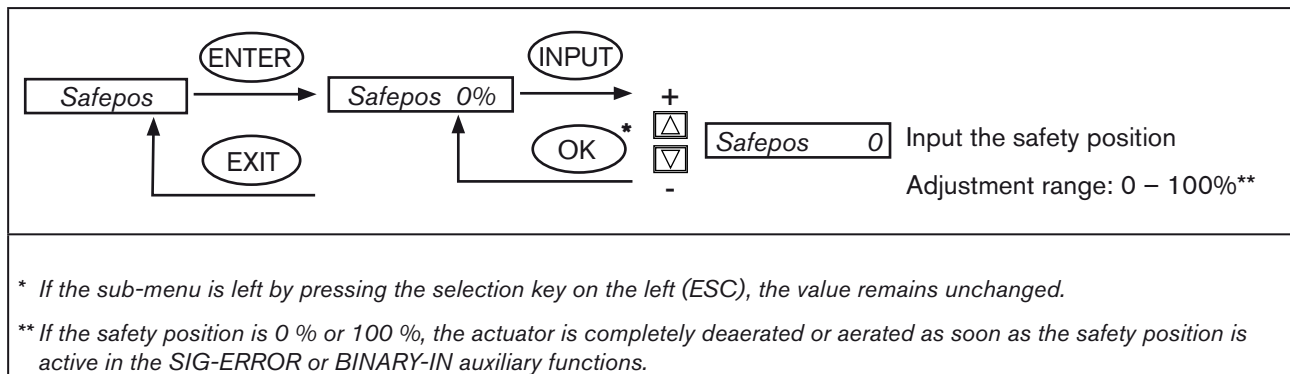 ENTER
INPUT
Safepos
Safepos 0%
+
EXIT
OK *
-
Safepos 0
Input the safety position
Adjustment range: 0 – 100%**
* If the sub-menu is left by pressing the selection key on the left (ESC), the value remains unchanged.
** If the safety position is 0 % or 100 %, the actuator is completely deaerated or aerated as soon as the safety position is
active in the SIG-ERROR or BINARY-IN auxiliary functions.